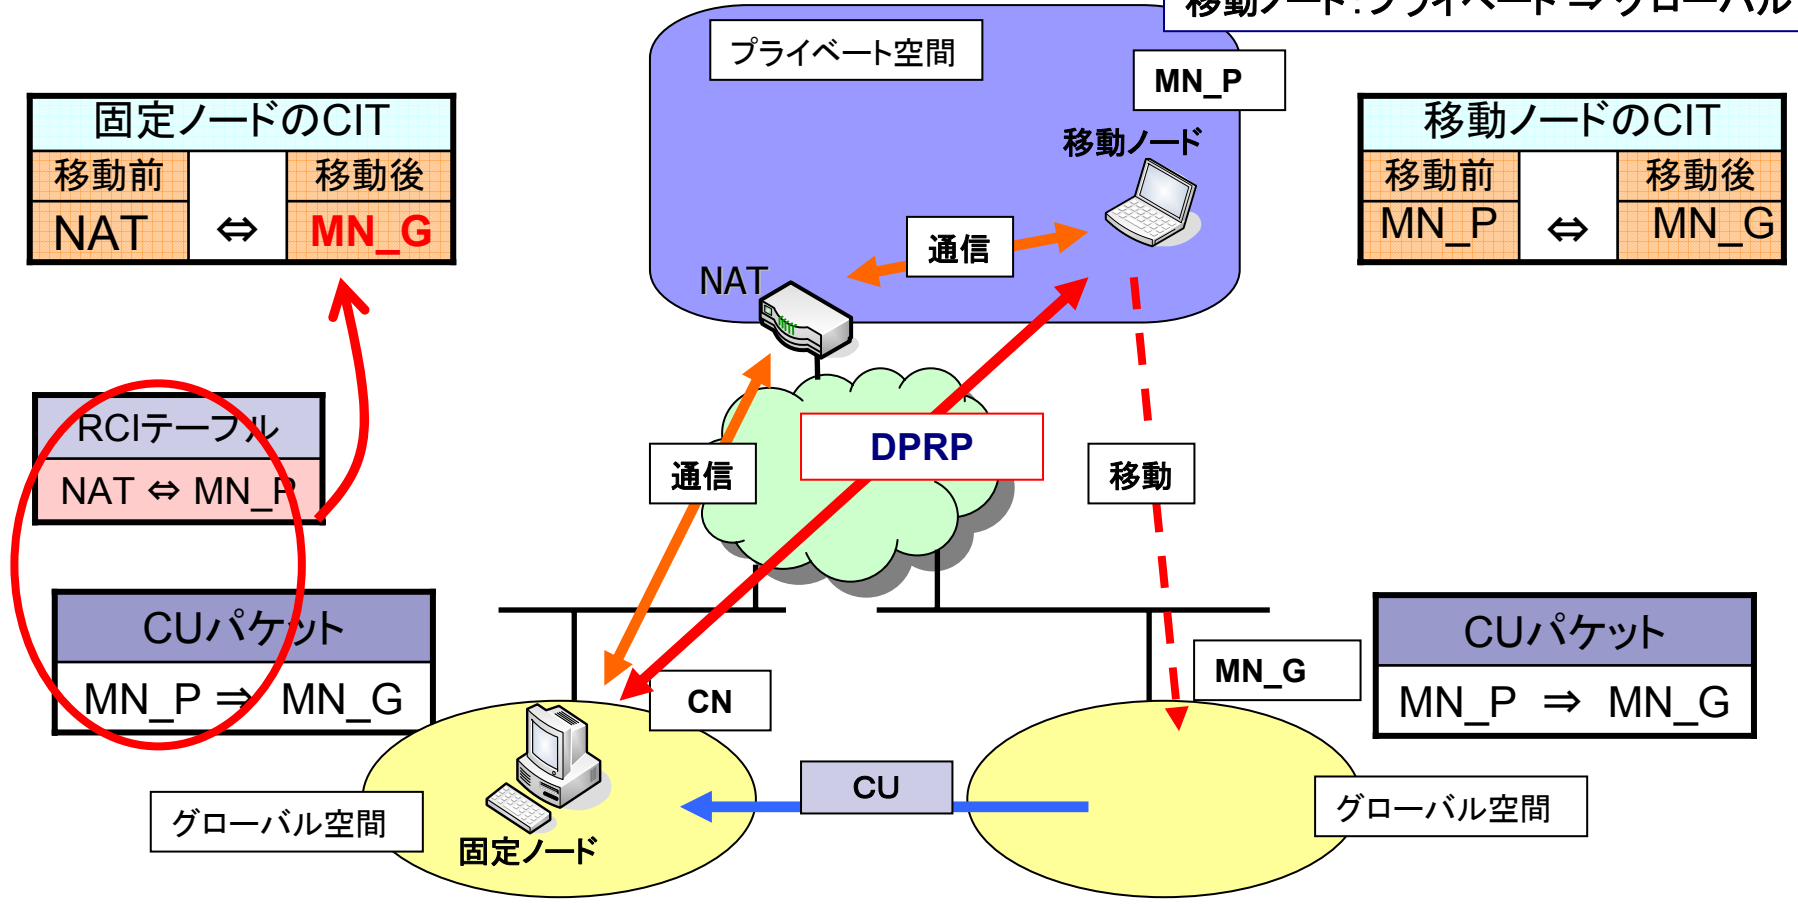 移動ノード：プライベート ⇒ グローバル
プライベート空間
MN_P
移動ノード
固定ノードのCIT
移動前 移動後
NAT ⇔ MN_G
移動ノードのCIT
移動前 移動後
MN_P ⇔ MN_G
通信
NAT
RCIテーブル
NAT ⇔ MN_P
通信
DPRP
移動
CUパケット
MN_P ⇒ MN_G
CN
MN_G
CUパケット
MN_P ⇒ MN_G
グローバル空間
固定ノード
CU
グローバル空間